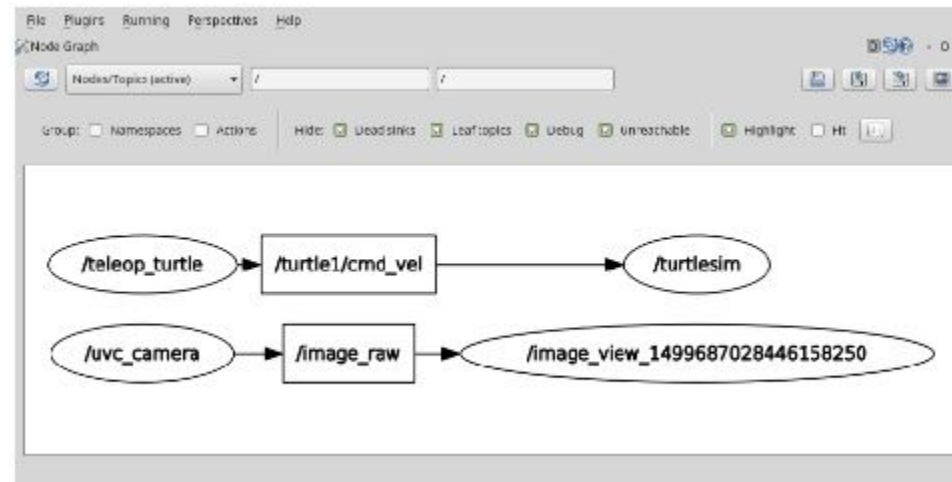 File Plugins Running Perspectives Help
Node Graph
Nodes/Topics (active) / /
Group: Namespaces Actions Hide: Dead sinks Leaf topics Debug Unreachable Highlight Fit
/teleop_turtle /turtle1/cmd_vel /turtlesim
/uvc_camera /image_raw /image_view_1499687028446158250